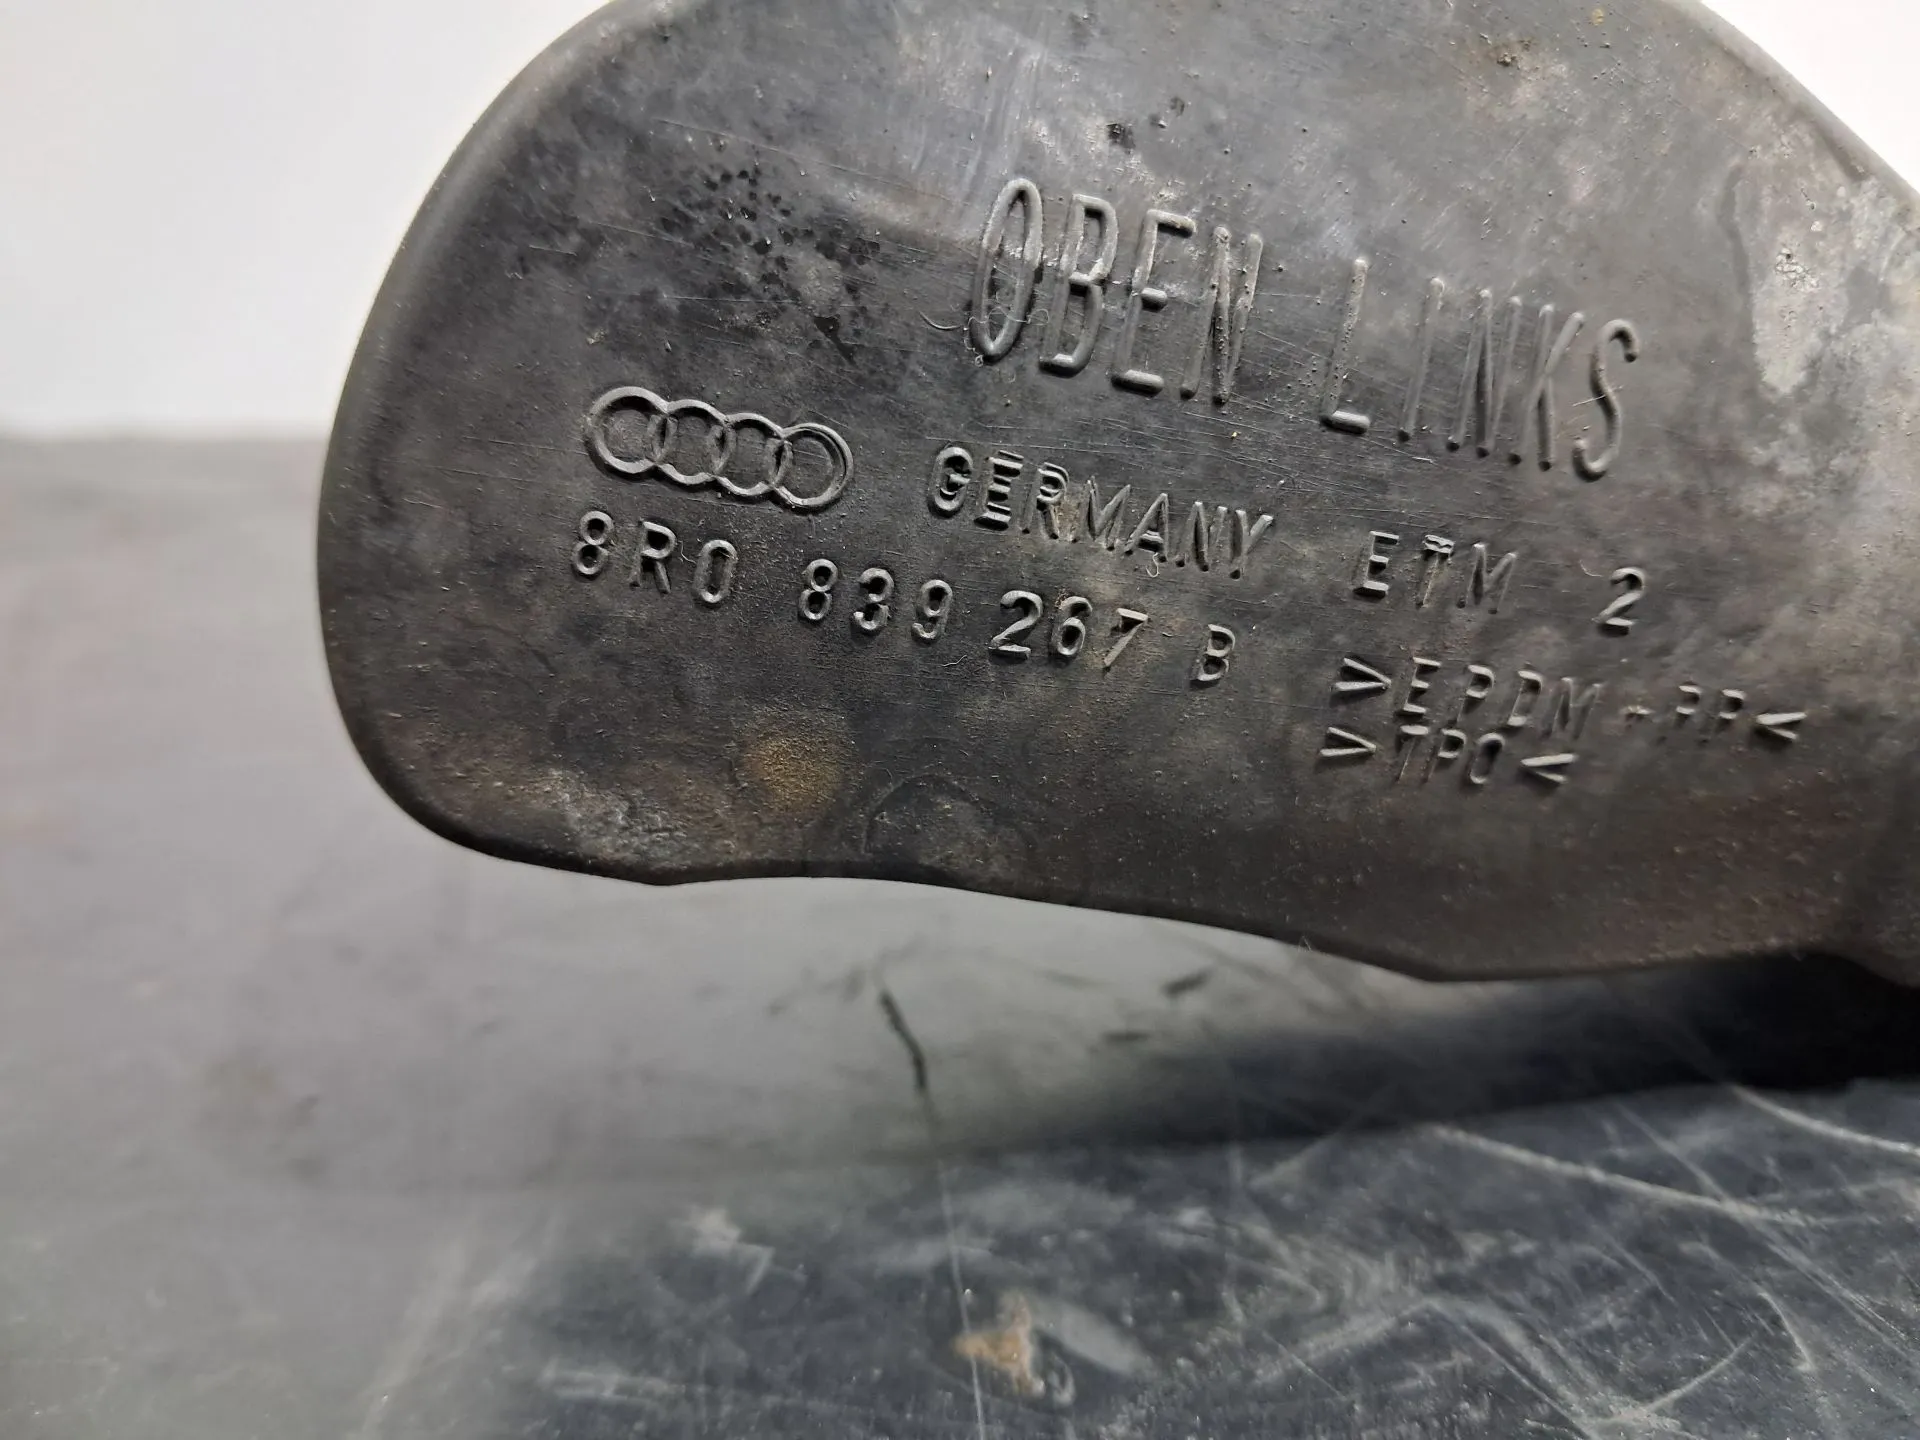 OBEN LINKS
GERMANY ETM 2
8R0 839 267 B
>EPDM+PP<
>TPO<